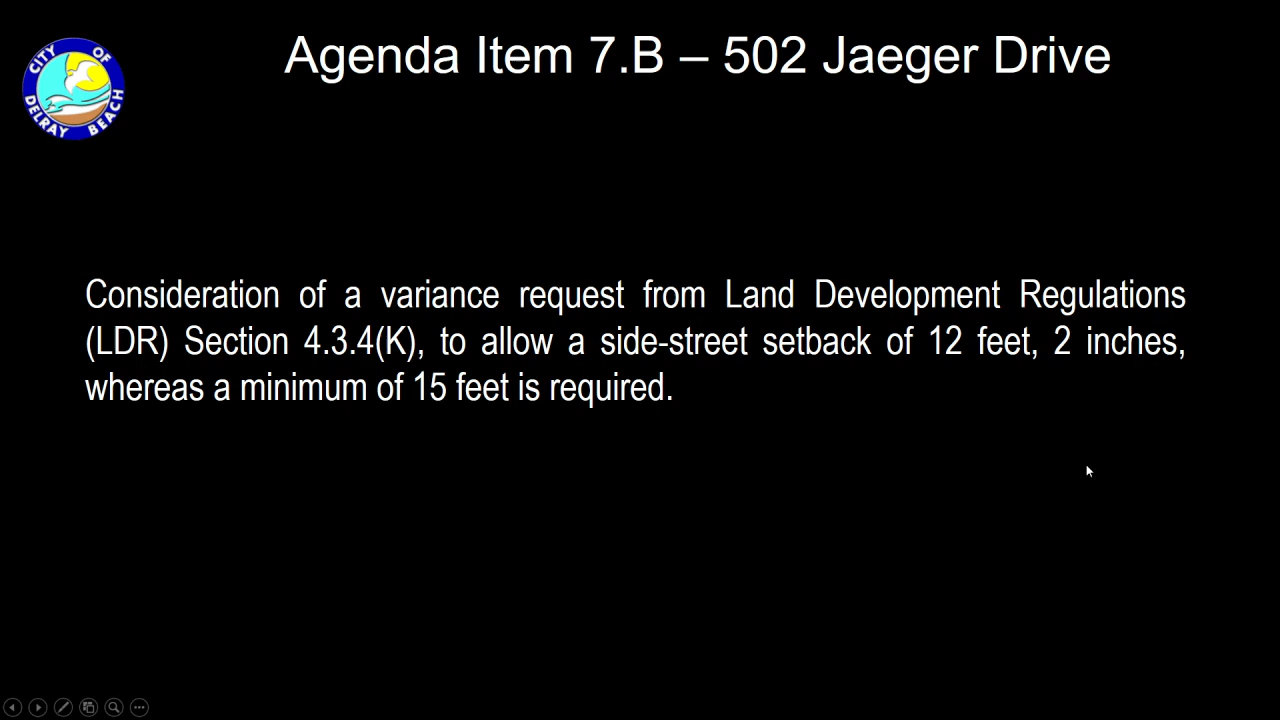 Agenda Item 7.B – 502 Jaeger Drive
CITY OF
DELRAY BEACH
Consideration of a variance request from Land Development Regulations
(LDR) Section 4.3.4(K), to allow a side-street setback of 12 feet, 2 inches,
whereas a minimum of 15 feet is required.